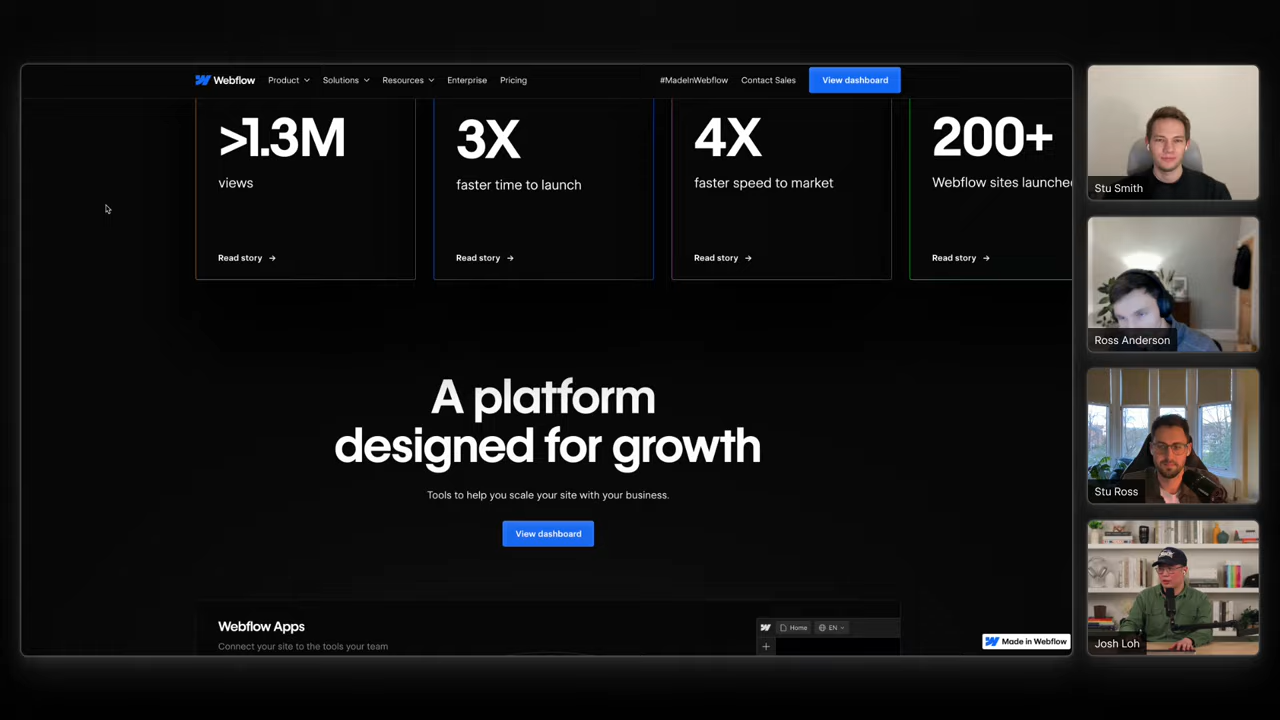 Webflow
Product
Solutions
Resources
Enterprise
Pricing
#MadeinWebflow
Contact Sales
View dashboard
>1.3M
views
Read story →
3X
faster time to launch
Read story →
4X
faster speed to market
Read story →
200+
Webflow sites launched
Read story →
A platform
designed for growth
Tools to help you scale your site with your business.
View dashboard
Webflow Apps
Connect your site to the tools your team
Home
EN
Made in Webflow
Stu Smith
Ross Anderson
Stu Ross
Josh Loh